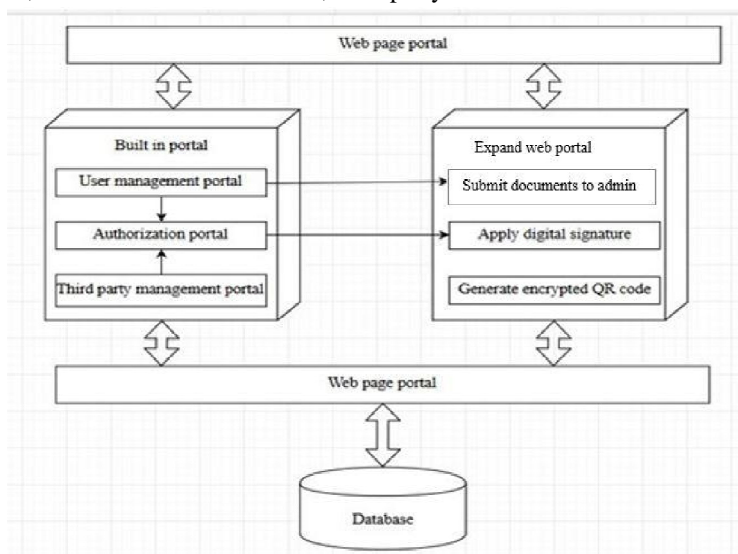 Web page portal
Built in portal
User management portal
Authorization portal
Third party management portal
Expand web portal
Submit documents to admin
Apply digital signature
Generate encrypted QR code
Web page portal
Database